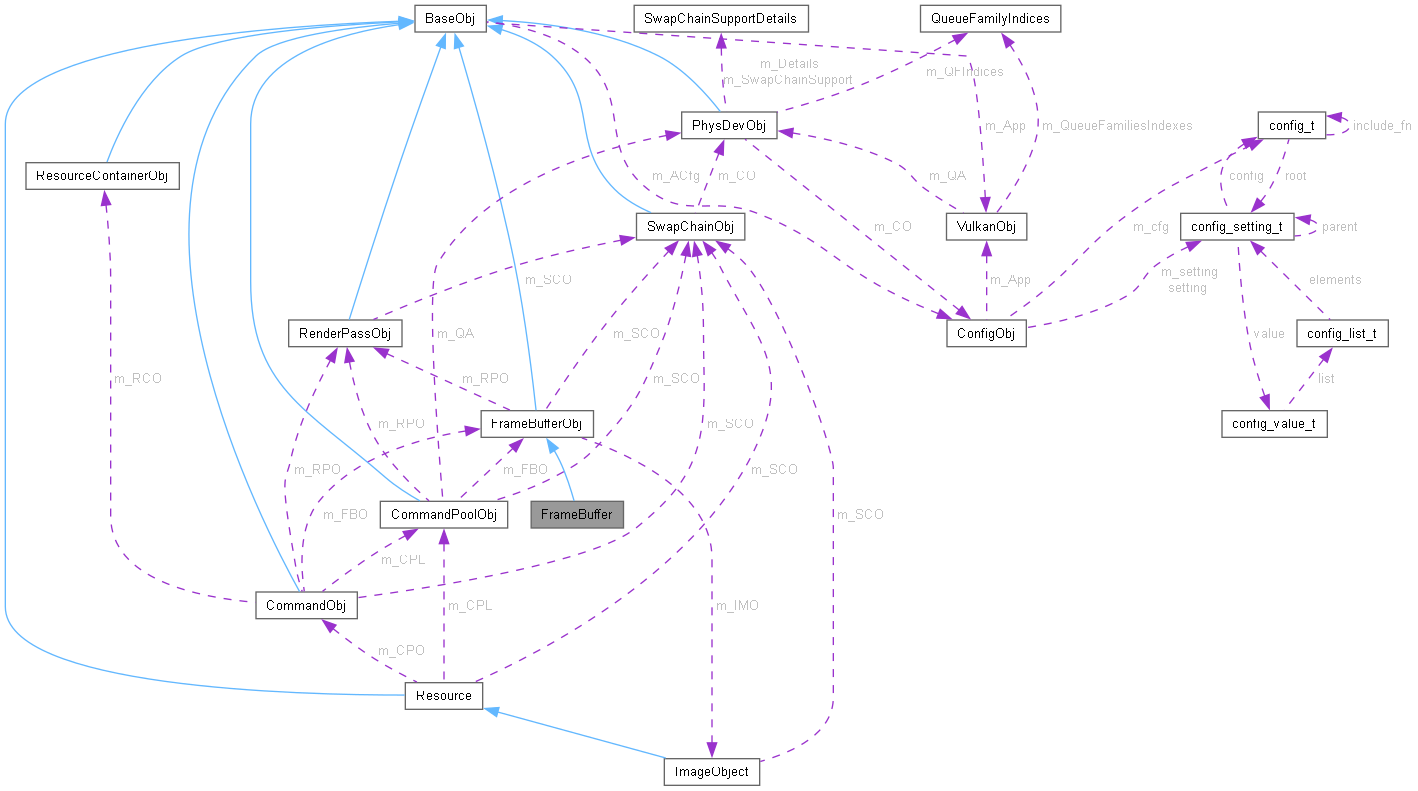 BaseObj
SwapChainSupportDetails
QueueFamilyIndices
m_Details
m_SwapChainSupport
m_QFIndices
PhysDevObj
m_App
m_QueueFamiliesIndexes
config_t
include_fn
ResourceContainerObj
m_ACfg
m_CO
m_QA
config
root
SwapChainObj
m_CO
VulkanObj
m_cfg
config_setting_t
parent
m_SCO
m_App
m_setting
setting
elements
RenderPassObj
m_QA
m_SCO
ConfigObj
value
config_list_t
m_RCO
m_RPO
m_SCO
list
FrameBufferObj
m_RPO
m_SCO
config_value_t
m_RPO
m_FBO
m_SCO
m_FBO
CommandPoolObj
FrameBuffer
m_SCO
m_CPL
CommandObj
m_CPL
m_IMO
m_CPO
Resource
ImageObject